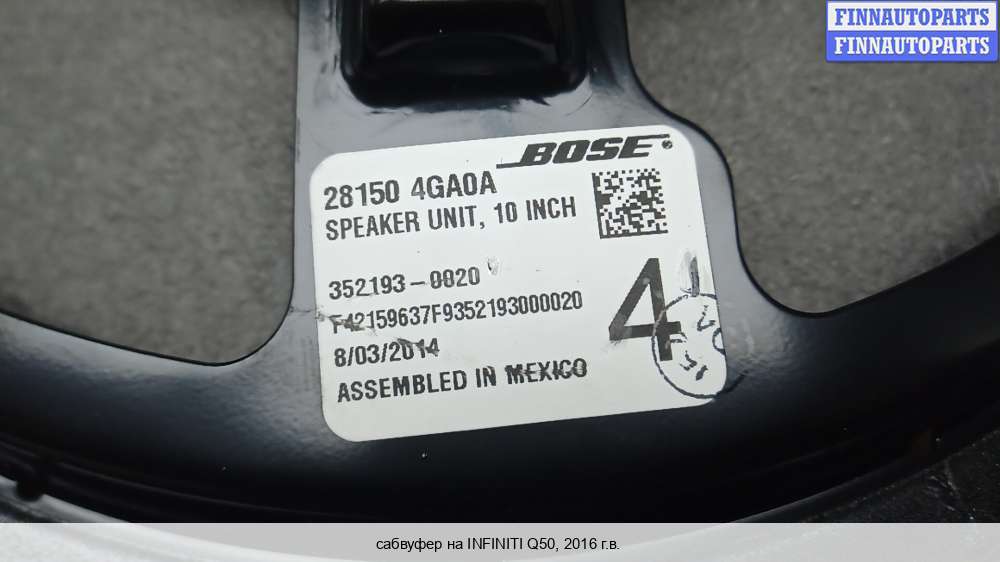 FINNAUTOPARTS
FINNAUTOPARTS
BOSE
28150 4GA0A
SPEAKER UNIT, 10 INCH
352193-0020
F42159637F9352193000020
8/03/2014
4
ASSEMBLED IN MEXICO
сабвуфер на INFINITI Q50, 2016 г.в.